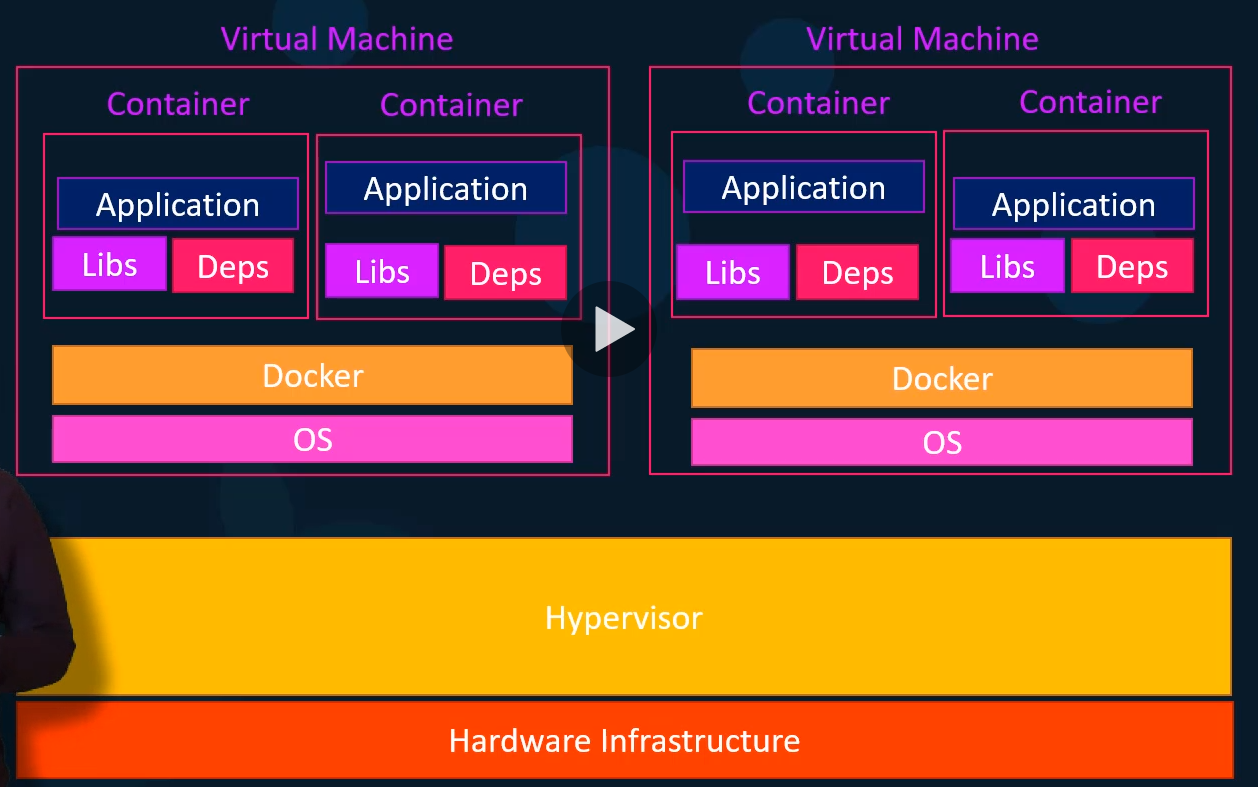 Virtual Machine
Virtual Machine
Container
Container
Container
Container
Application
Application
Application
Application
Libs
Deps
Libs
Deps
Libs
Deps
Libs
Deps
Docker
Docker
OS
OS
Hypervisor
Hardware Infrastructure